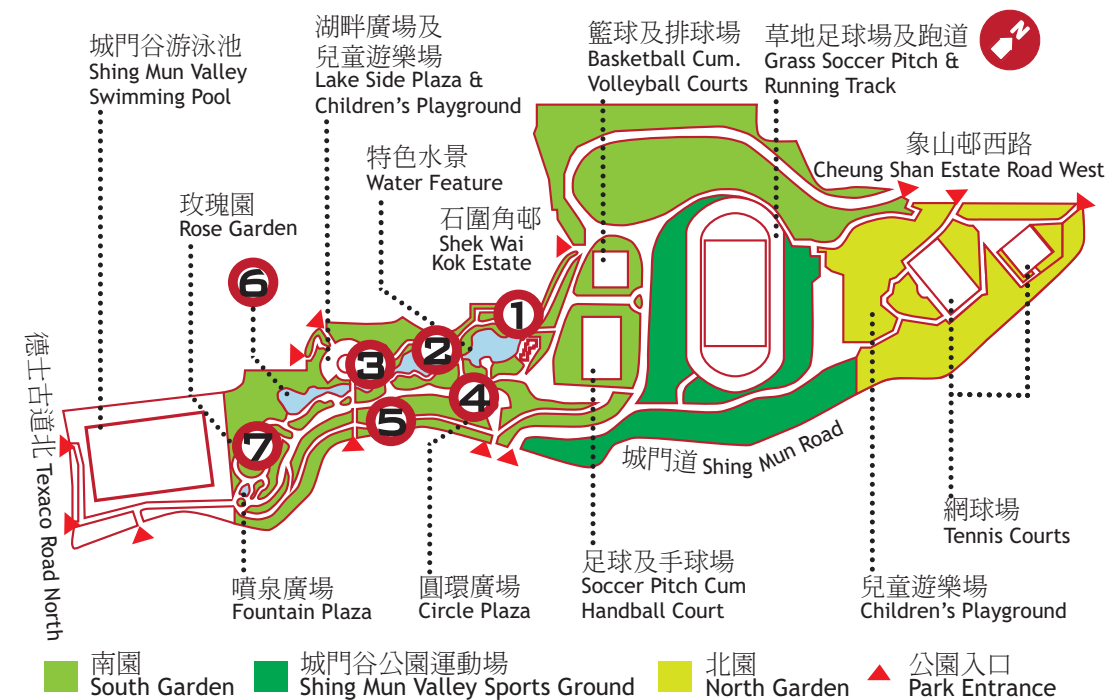 城門谷游泳池
Shing Mun Valley
Swimming Pool
湖畔廣場及
兒童遊樂場
Lake Side Plaza &
Children's Playground
籃球及排球場
Basketball Cum.
Volleyball Courts
草地足球場及跑道
Grass Soccer Pitch &
Running Track
N
特色水景
Water Feature
象山邨西路
Cheung Shan Estate Road West
玫瑰園
Rose Garden
石圍角邨
Shek Wai
Kok Estate
6
1
2
3
4
5
7
德士古道北 Texaco Road North
城門道 Shing Mun Road
網球場
Tennis Courts
噴泉廣場
Fountain Plaza
圓環廣場
Circle Plaza
足球及手球場
Soccer Pitch Cum
Handball Court
兒童遊樂場
Children's Playground
南園
South Garden
城門谷公園運動場
Shing Mun Valley Sports Ground
北園
North Garden
公園入口
Park Entrance